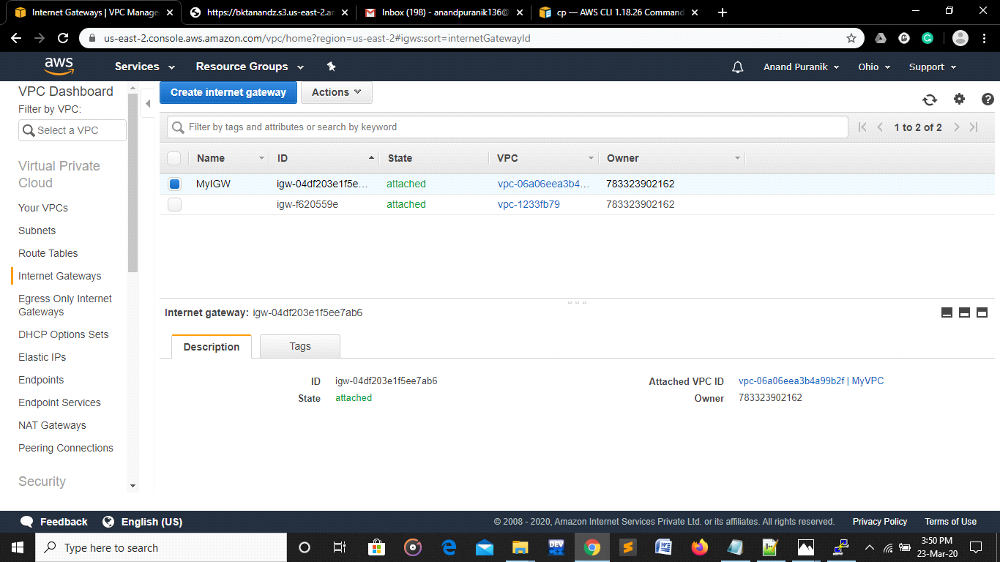 Internet Gateways | VPC Manage
https://bktanandz.s3.us-east-2.an
Inbox (198) - anandpuranik136@
cp — AWS CLI 1.18.26 Command
us-east-2.console.aws.amazon.com/vpc/home?region=us-east-2#igws:sort=internetGatewayId
aws Services Resource Groups Anand Puranik Ohio Support
VPC Dashboard
Filter by VPC:
Select a VPC
Virtual Private
Cloud
Your VPCs
Subnets
Route Tables
Internet Gateways
Egress Only Internet
Gateways
DHCP Options Sets
Elastic IPs
Endpoints
Endpoint Services
NAT Gateways
Peering Connections
Security
Create internet gateway Actions
Filter by tags and attributes or search by keyword 1 to 2 of 2
Name ID State VPC Owner
MyIGW igw-04df203e1f5e... attached vpc-06a06eea3b4... 783323902162
igw-f620559e attached vpc-1233fb79 783323902162
Internet gateway: igw-04df203e1f5ee7ab6
Description Tags
ID igw-04df203e1f5ee7ab6 Attached VPC ID vpc-06a06eea3b4a99b2f | MyVPC
State attached Owner 783323902162
Feedback English (US) © 2008 - 2020, Amazon Internet Services Private Ltd. or its affiliates. All rights reserved. Privacy Policy Terms of Use
Type here to search
DEV
3:50 PM
23-Mar-20